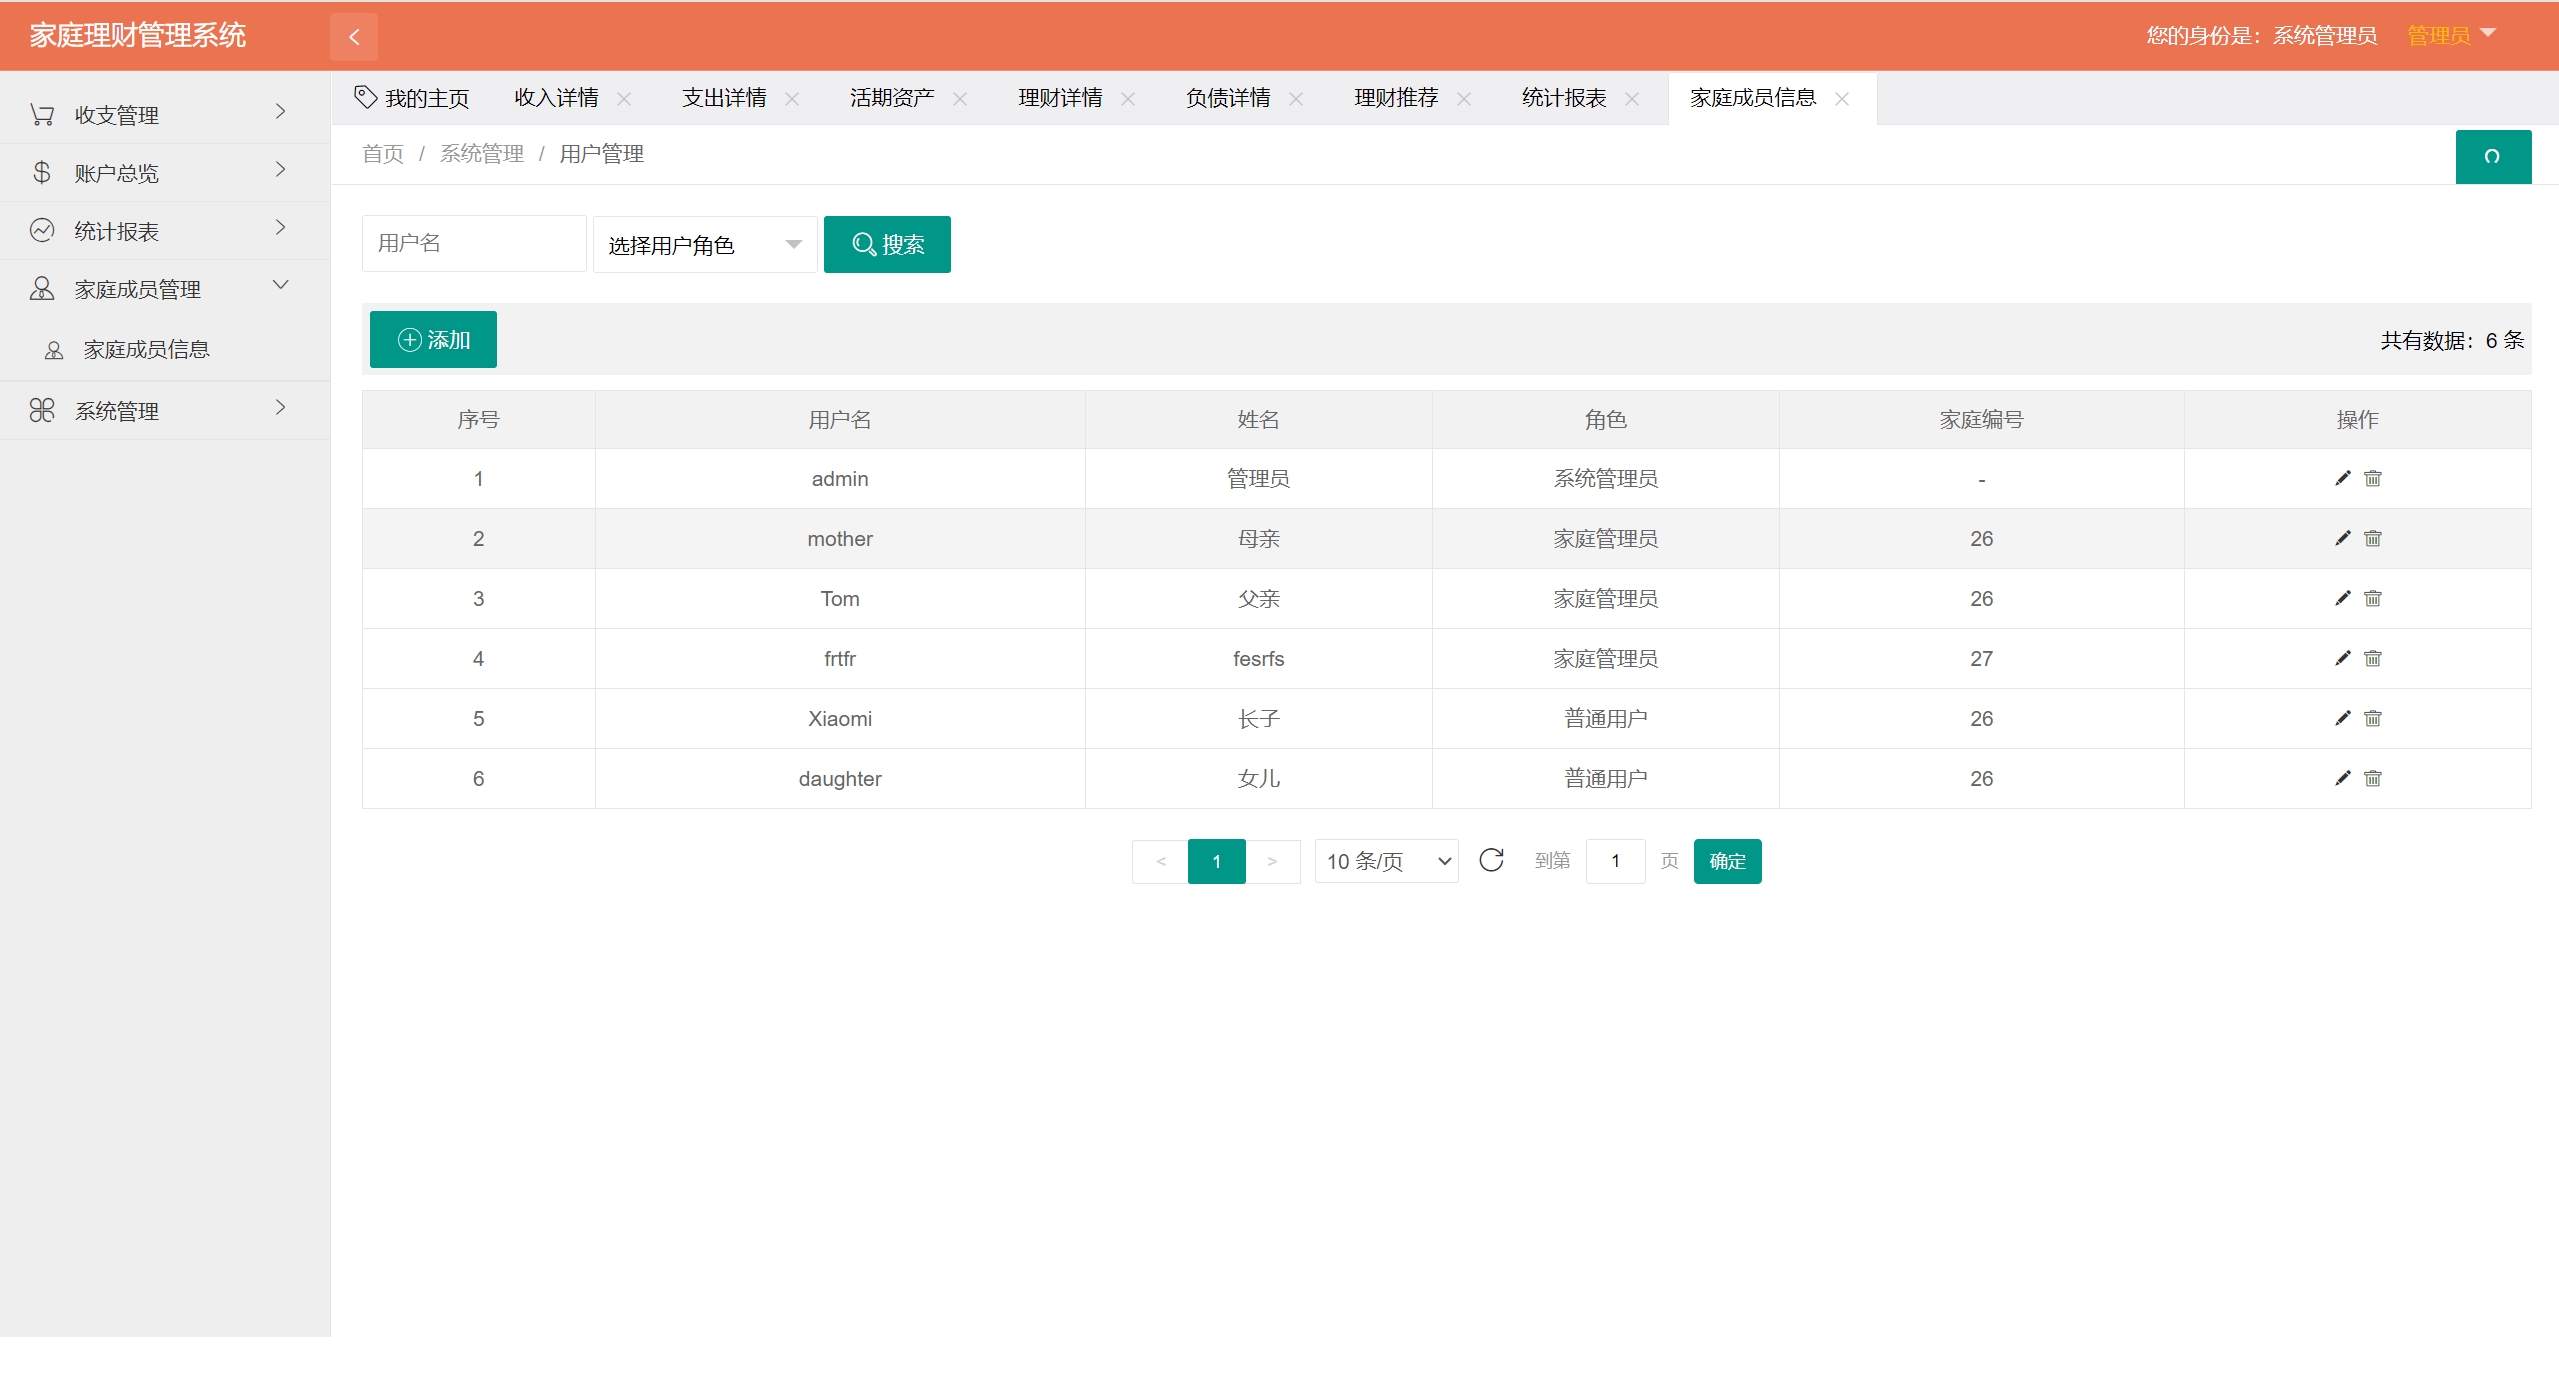 家庭理财管理系统
您的身份是：系统管理员 管理员
收支管理
账户总览
统计报表
家庭成员管理
家庭成员信息
系统管理
我的主页 收入详情 支出详情 活期资产 理财详情 负债详情 理财推荐 统计报表 家庭成员信息
首页 / 系统管理 / 用户管理
用户名 选择用户角色 搜索
添加 共有数据：6 条
序号 用户名 姓名 角色 家庭编号 操作
1 admin 管理员 系统管理员 -
2 mother 母亲 家庭管理员 26
3 Tom 父亲 家庭管理员 26
4 frtfr fesrfs 家庭管理员 27
5 Xiaomi 长子 普通用户 26
6 daughter 女儿 普通用户 26
< 1 > 10 条/页 到第 1 页 确定